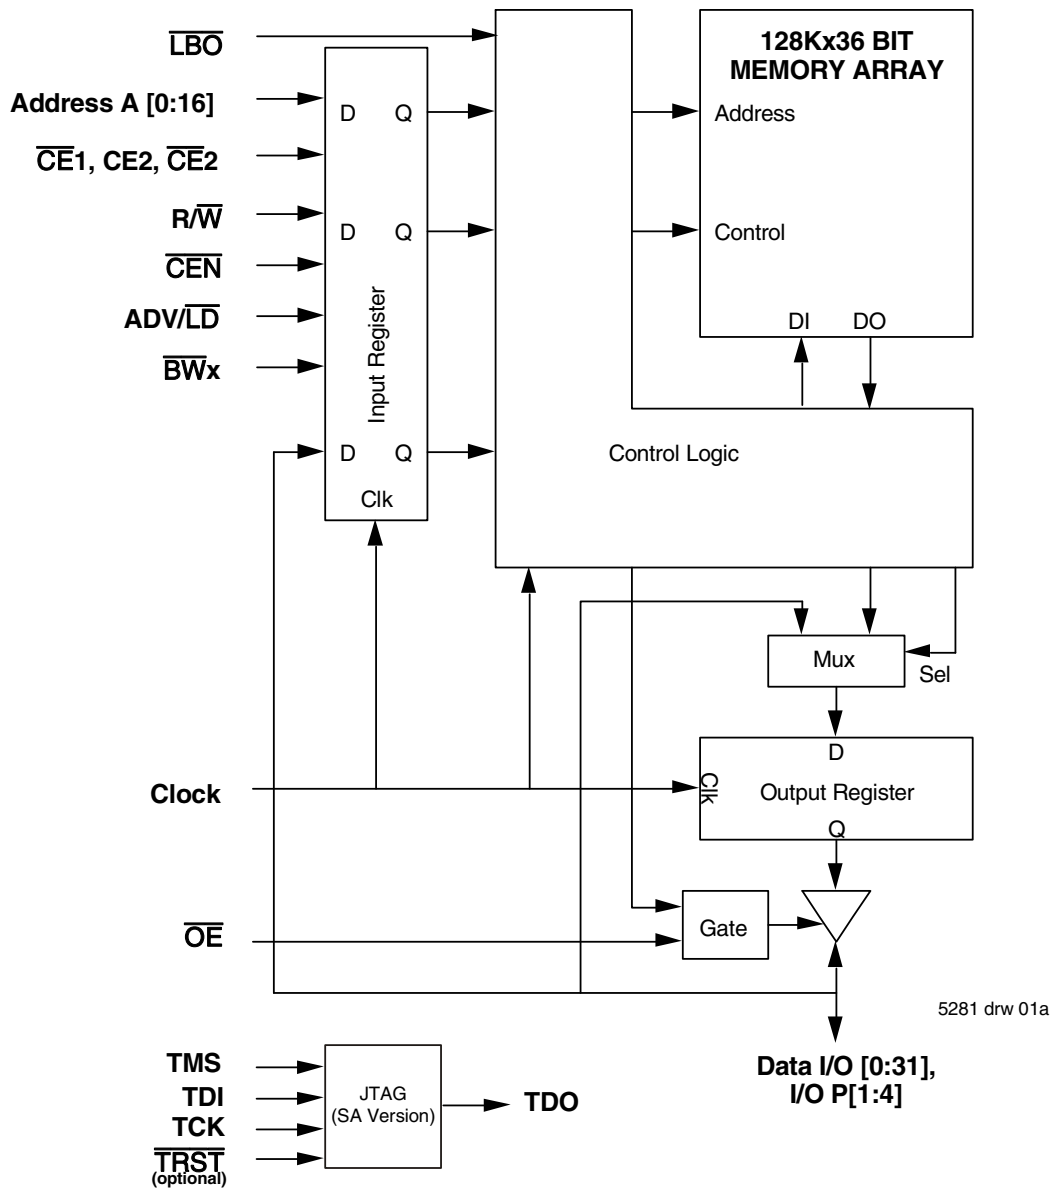 LBO
128Kx36 BIT
MEMORY ARRAY
Address A [0:16]
D Q
Address
CE1, CE2, CE2
R/W
D Q
Control
CEN
ADV/LD
DI DO
BWx
Input Register
D Q
Control Logic
Clk
Mux
Sel
D
Clock
Clk
Output Register
Q
OE
Gate
5281 drw 01a
Data I/O [0:31],
I/O P[1:4]
TMS
TDI
TCK
TRST
(optional)
JTAG
(SA Version)
TDO